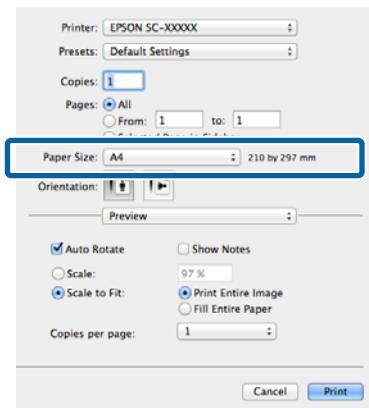 Printer: EPSON SC-XXXXX
Presets: Default Settings
Copies: 1
Pages: All
From: 1 to: 1
Paper Size: A4 210 by 297 mm
Orientation:
Preview
Auto Rotate Show Notes
Scale: 97 %
Scale to Fit: Print Entire Image
Fill Entire Paper
Copies per page: 1
Cancel Print